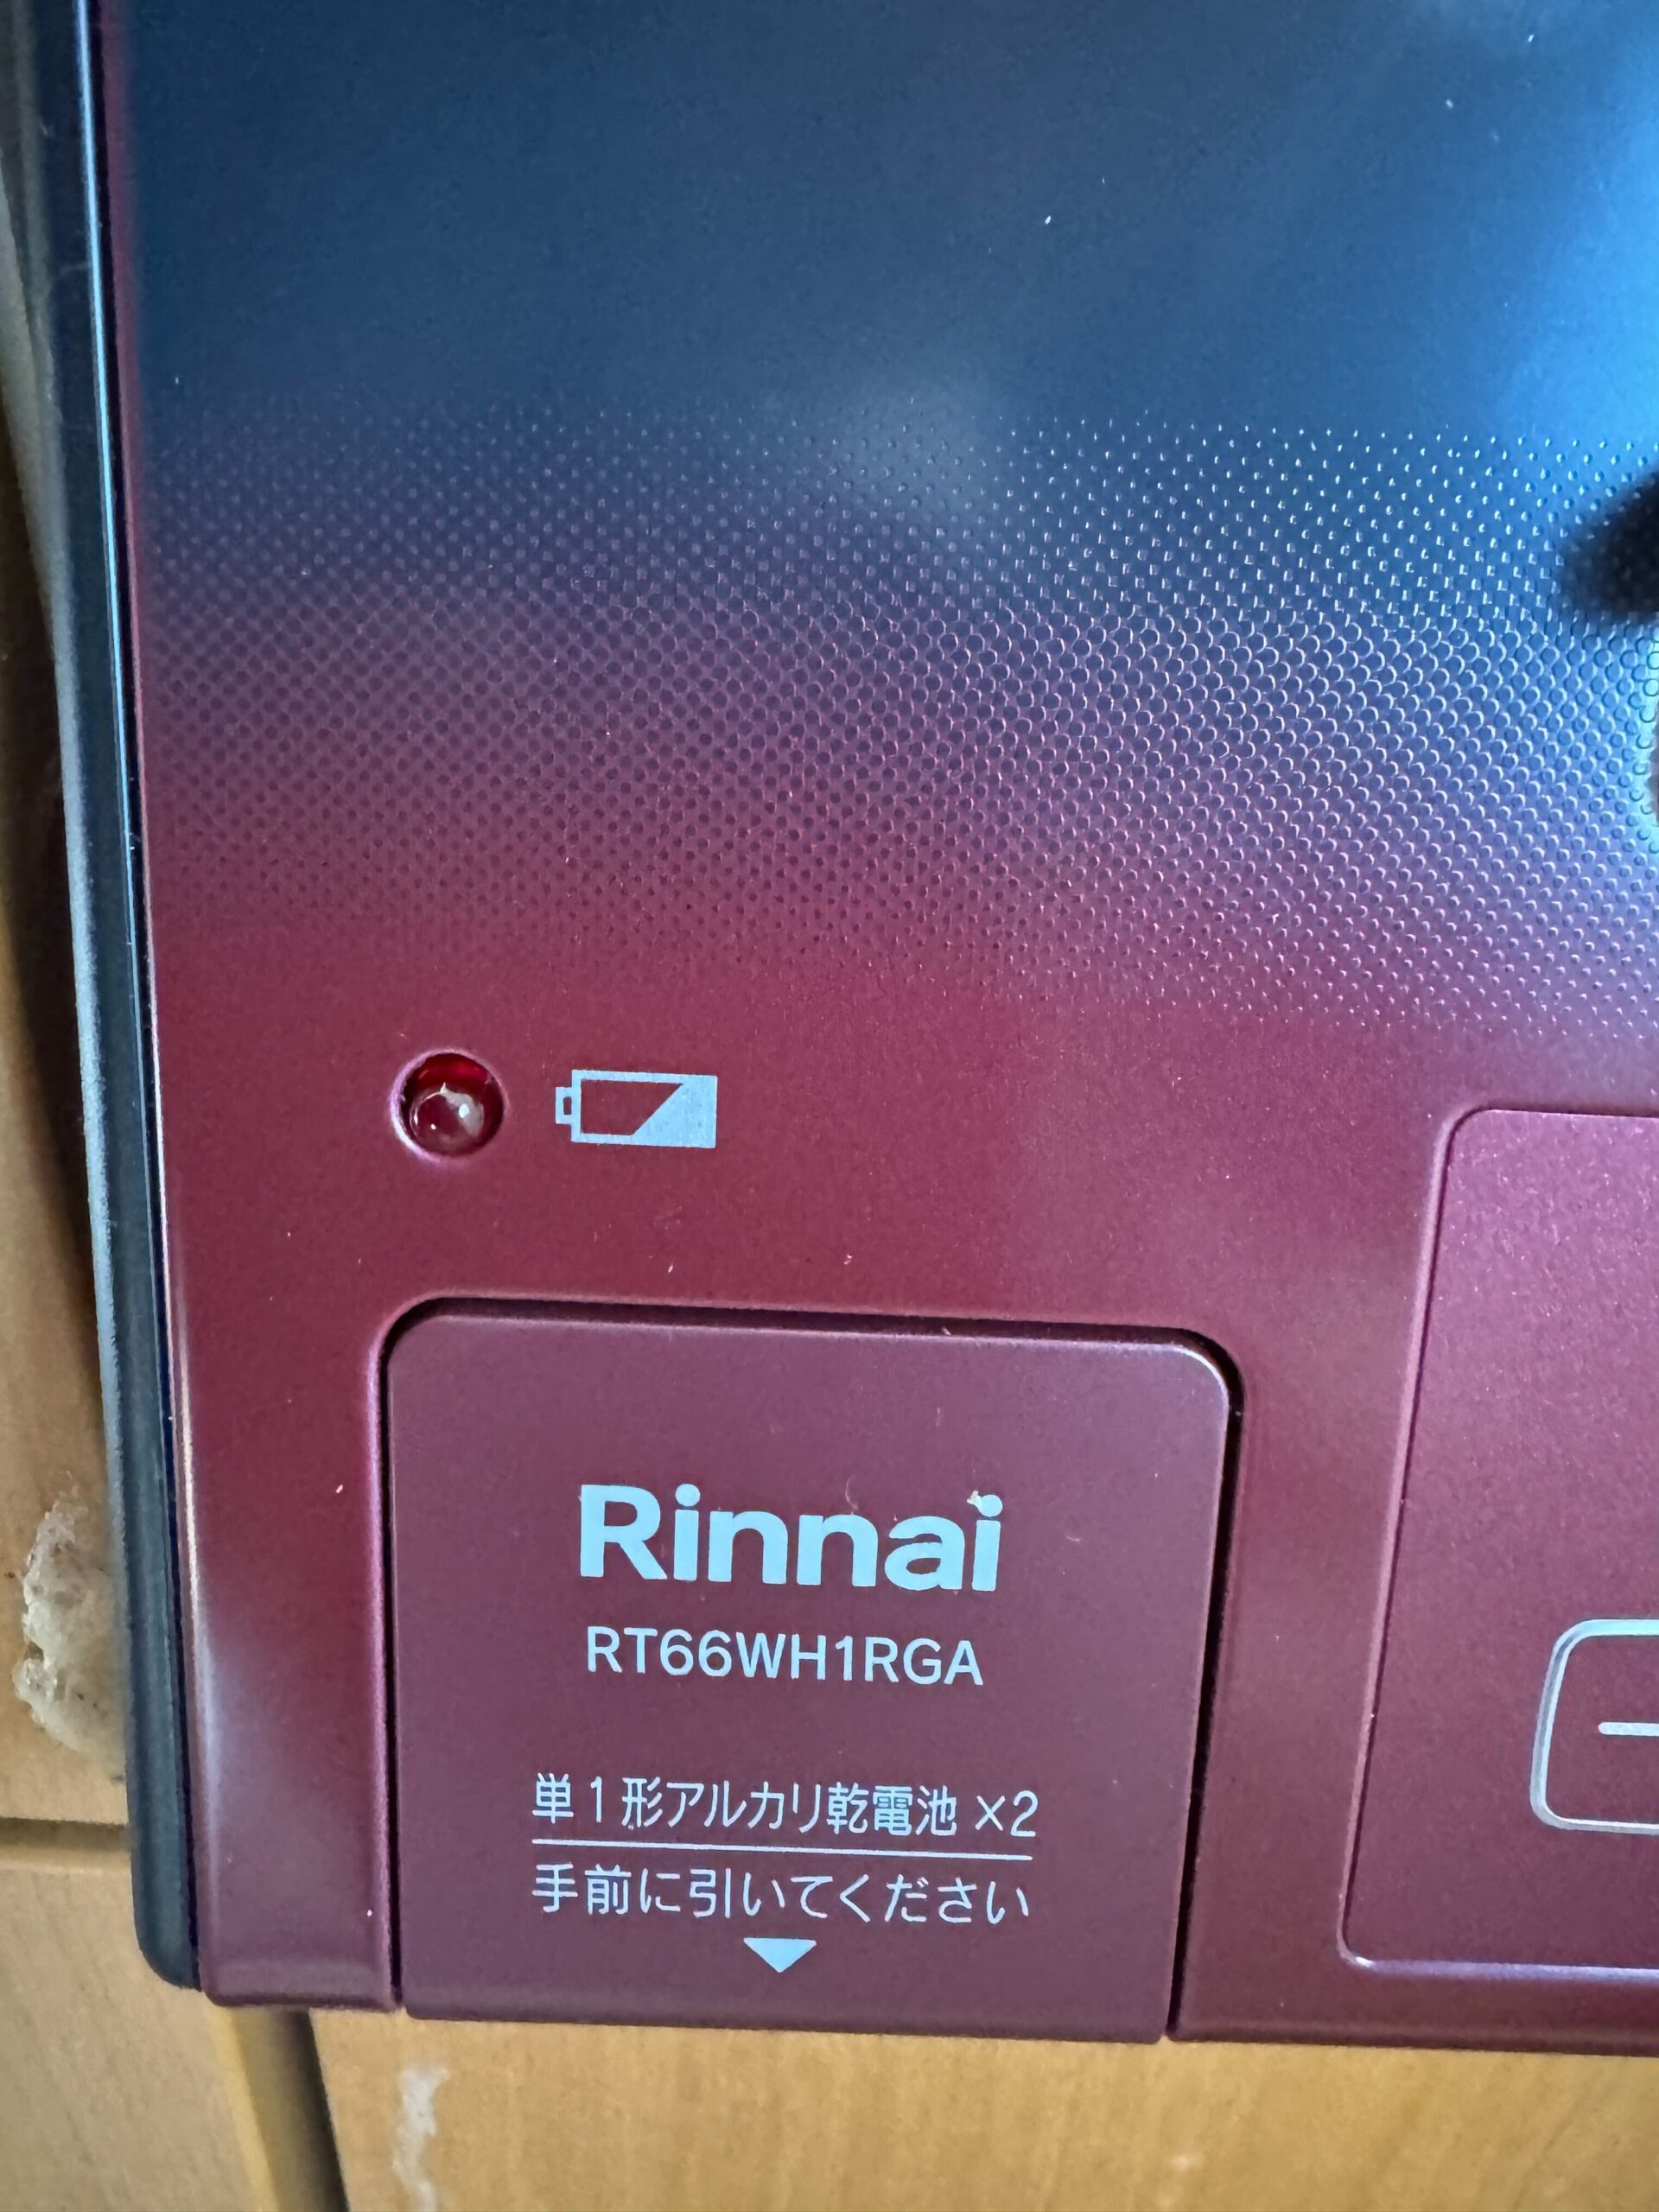 Rinnai
RT66WH1RGA
単1形アルカリ乾電池 ×2
手前に引いてください